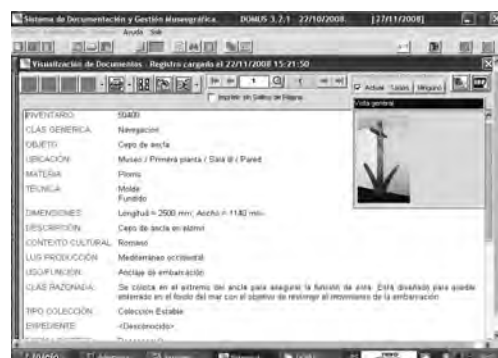 Sistema de Documentación y Gestión Museográfica. DOMUS 3.2.1 22/10/2008. [27/11/2008]
Ayuda Salir
Visualización de Documentos - Registro cargado el 22/11/2008 15:21:50
1
Imprimir sin Saltos de Página
Actual Todas Ninguno
Vista general
INVENTARIO:
CLAS GENERICA: Navegación
OBJETO: Cepo de ancla
UBICACIÓN: Museo / Primera planta / Sala III / Pared
MATERIA: Plomo
TÉCNICA: Molde
Fundido
DIMENSIONES: Longitud = 2500 mm; Ancho = 1140 mm
DESCRIPCIÓN: Cepo de ancla en plomo
CONTEXTO CULTURAL: Romano
LUG PRODUCCIÓN: Mediterráneo occidental
USO/FUNCIÓN: Anclaje de embarcación
CLAS RAZONADA: Se coloca en el extremo del ancla para asegurar la función de ésta. Está diseñado para quedar
enterrado en el fondo del mar con el objetivo de restringir el movimiento de la embarcación
TIPO COLECCIÓN: Colección Estable
EXPEDIENTE: <Desconocido>